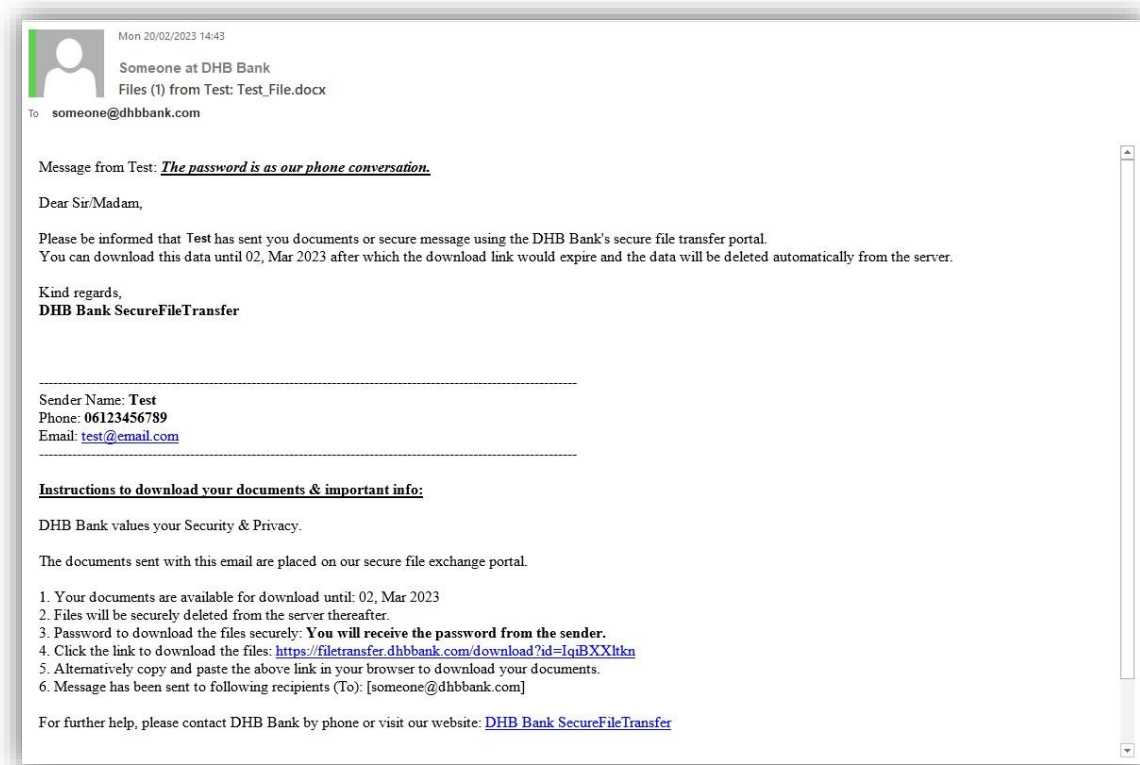 Mon 20/02/2023 14:43
Someone at DHB Bank
Files (1) from Test: Test_File.docx
To someone@dhbbank.com
Message from Test: The password is as our phone conversation.
Dear Sir/Madam,
Please be informed that Test has sent you documents or secure message using the DHB Bank's secure file transfer portal.
You can download this data until 02, Mar 2023 after which the download link would expire and the data will be deleted automatically from the server.
Kind regards,
DHB Bank SecureFileTransfer
--------------------------------------------------------------------------------
Sender Name: Test
Phone: 06123456789
Email: test@email.com
--------------------------------------------------------------------------------
Instructions to download your documents & important info:
DHB Bank values your Security & Privacy.
The documents sent with this email are placed on our secure file exchange portal.
1. Your documents are available for download until: 02, Mar 2023
2. Files will be securely deleted from the server thereafter.
3. Password to download the files securely: You will receive the password from the sender.
4. Click the link to download the files: https://filetransfer.dhbbank.com/download?id=IqiBXXltkn
5. Alternatively copy and paste the above link in your browser to download your documents.
6. Message has been sent to following recipients (To): [someone@dhbbank.com]
For further help, please contact DHB Bank by phone or visit our website: DHB Bank SecureFileTransfer